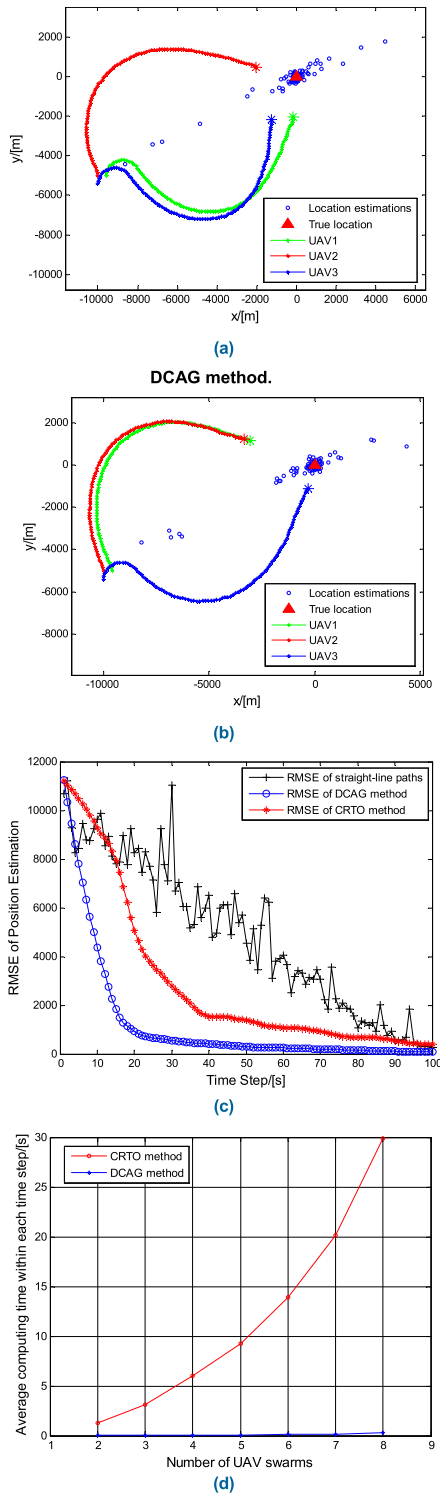 2000
0
-2000
-4000
-6000
-8000
-10000
y/[m]
-10000 -8000 -6000 -4000 -2000 0 2000 4000 6000
x/[m]
Location estimations
True location
UAV1
UAV2
UAV3
(a)
DCAG method.
2000
0
-2000
-4000
-6000
-8000
y/[m]
-10000 -5000 0 5000
x/[m]
Location estimations
True location
UAV1
UAV2
UAV3
(b)
12000
10000
8000
6000
4000
2000
0
RMSE of Position Estimation
0 10 20 30 40 50 60 70 80 90 100
Time Step/[s]
RMSE of straight-line paths
RMSE of DCAG method
RMSE of CRTO method
(c)
30
25
20
15
10
5
0
Average computing time within each time step/[s]
1 2 3 4 5 6 7 8 9
Number of UAV swarms
CRTO method
DCAG method
(d)